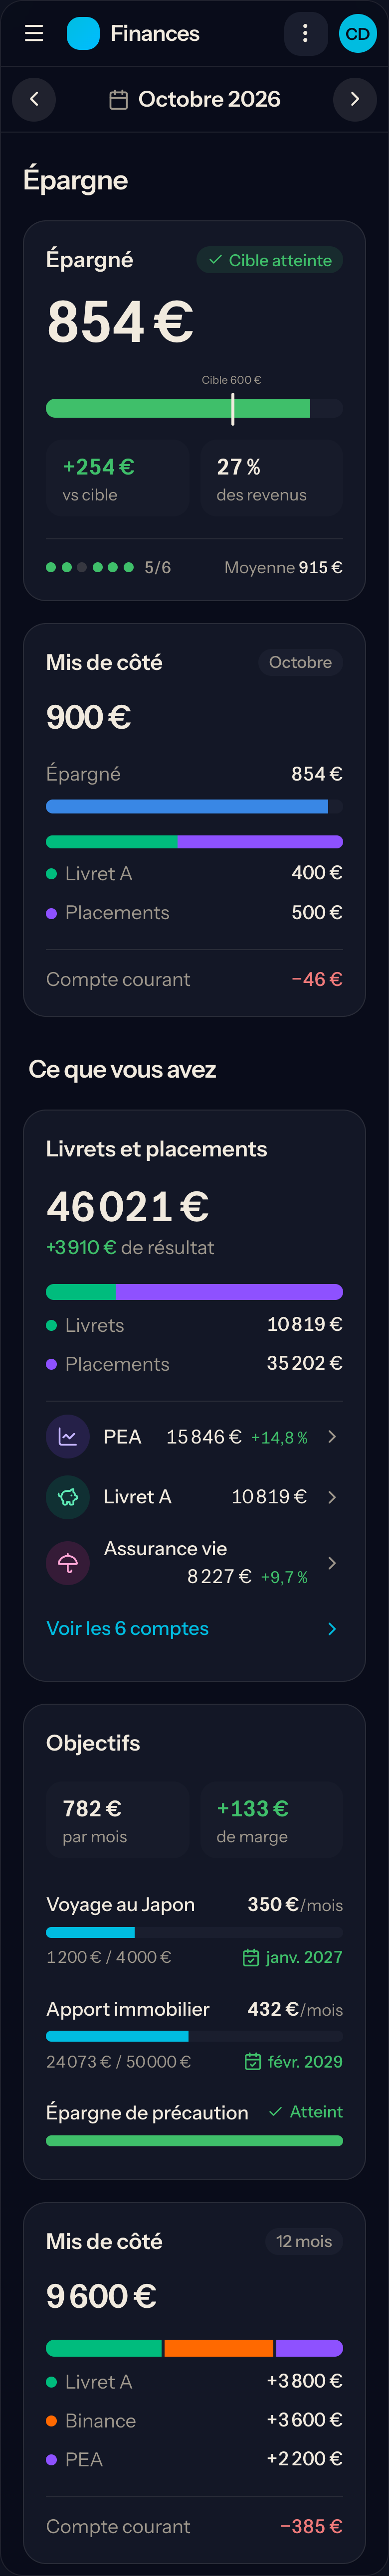 Finances
CD
Octobre 2026
Épargne
Épargné
Cible atteinte
854 €
Cible 600 €
+254 €
vs cible
27 %
des revenus
5/6
Moyenne 915 €
Mis de côté
Octobre
900 €
Épargné 854 €
Livret A 400 €
Placements 500 €
Compte courant −46 €
Ce que vous avez
Livrets et placements
46 021 €
+3 910 € de résultat
Livrets 10 819 €
Placements 35 202 €
PEA 15 846 € +14,8 %
Livret A 10 819 €
Assurance vie
8 227 € +9,7 %
Voir les 6 comptes
Objectifs
782 €
par mois
+133 €
de marge
Voyage au Japon 350 €/mois
1 200 € / 4 000 € janv. 2027
Apport immobilier 432 €/mois
24 073 € / 50 000 € févr. 2029
Épargne de précaution Atteint
Mis de côté
12 mois
9 600 €
Livret A +3 800 €
Binance +3 600 €
PEA +2 200 €
Compte courant −385 €